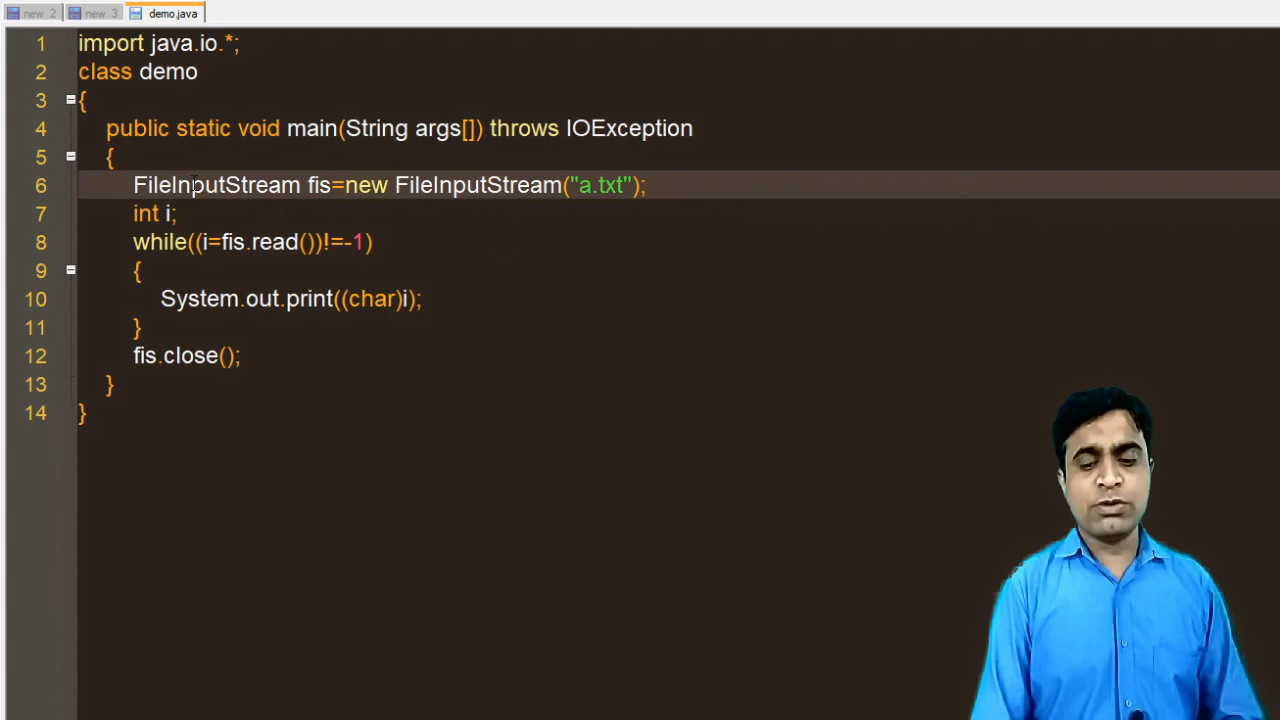 new 2 new 3 demo.java
1 import java.io.*;
2 class demo
3 {
4 public static void main(String args[]) throws IOException
5 {
6 FileInputStream fis=new FileInputStream("a.txt");
7 int i;
8 while((i=fis.read())!=-1)
9 {
10 System.out.print((char)i);
11 }
12 fis.close();
13 }
14 }